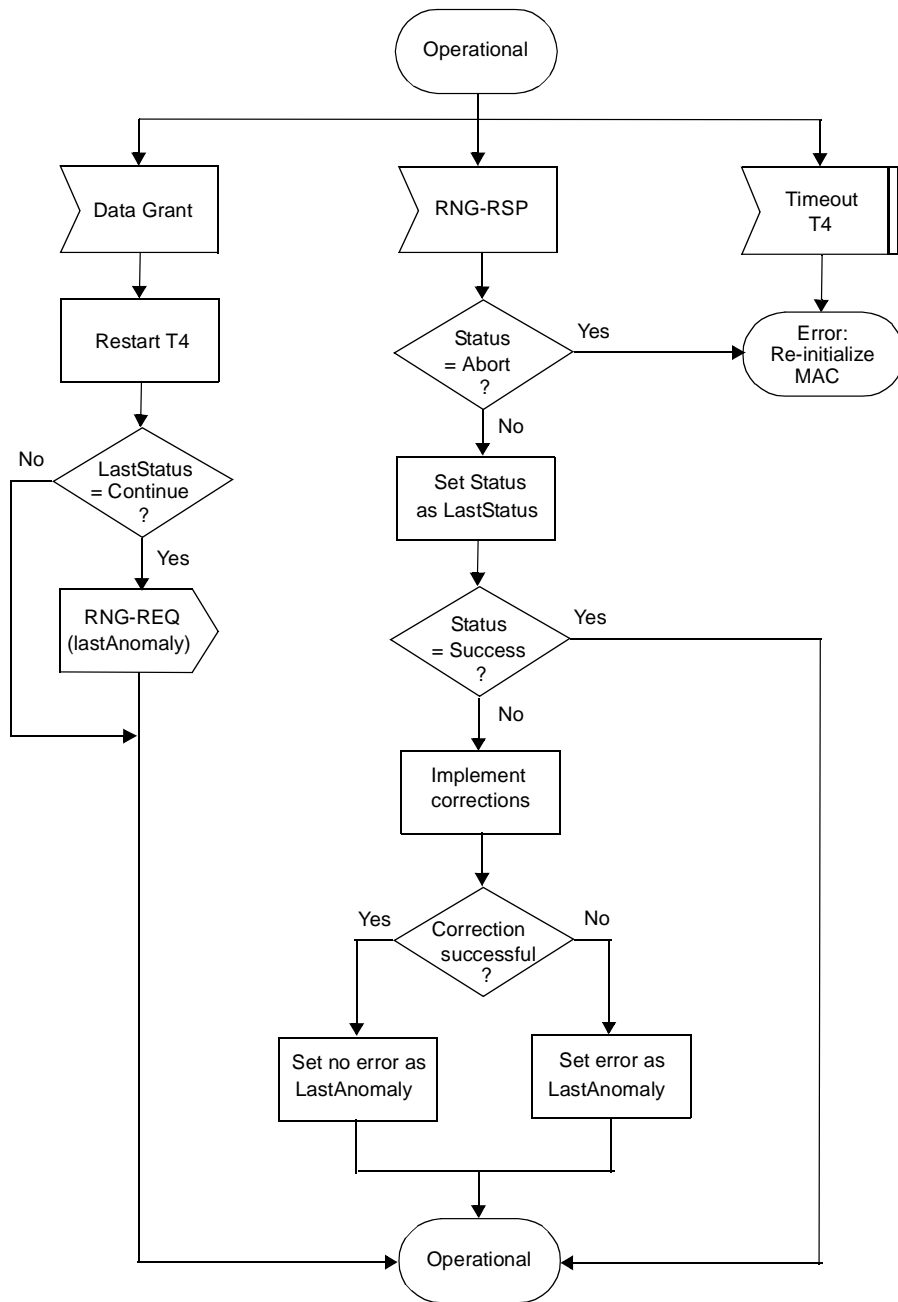 Operational
Data Grant
RNG-RSP
Timeout
T4
Restart T4
Status
= Abort
?
Yes
Error:
Re-initialize
MAC
No
No
LastStatus
= Continue
?
Yes
Set Status
as LastStatus
RNG-REQ
(lastAnomaly)
Status
= Success
?
Yes
No
Implement
corrections
Yes
Correction
successful
?
No
Set no error as
LastAnomaly
Set error as
LastAnomaly
Operational